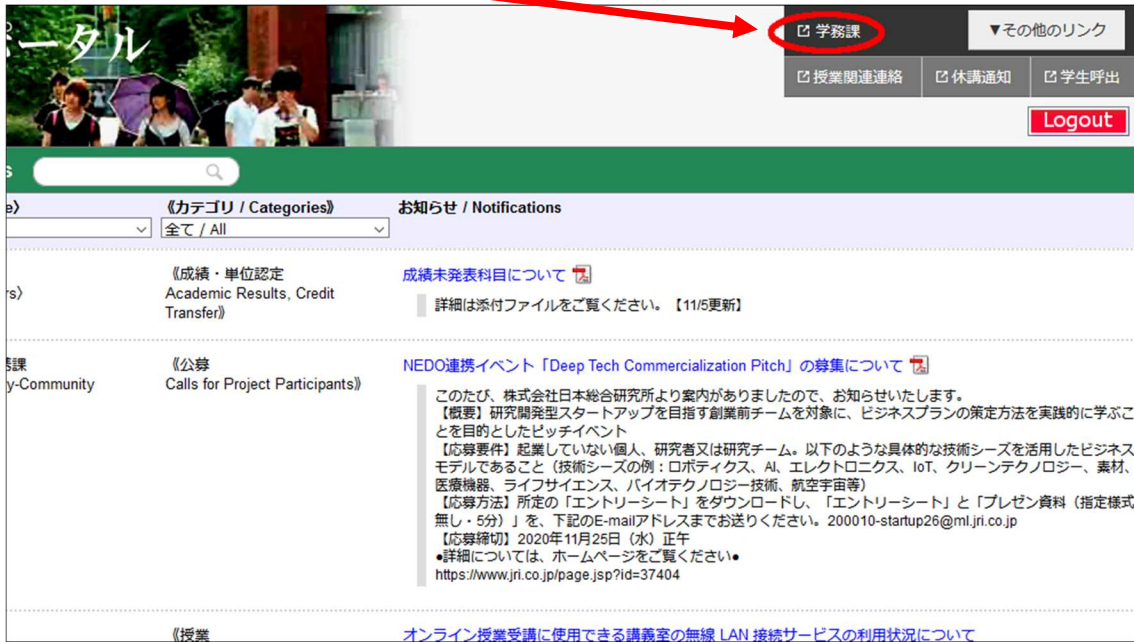 ータル
学務課
▼その他のリンク
授業関連連絡
休講通知
学生呼出
Logout
s
e》
《カテゴリ / Categories》
お知らせ / Notifications
全て / All
《成績・単位認定
rs》
Academic Results, Credit
Transfer》
成績未発表科目について
詳細は添付ファイルをご覧ください。【11/5更新】
務課
y-Community
《公募
Calls for Project Participants》
NEDO連携イベント「Deep Tech Commercialization Pitch」の募集について
このたび、株式会社日本総合研究所より案内がありましたので、お知らせいたします。
【概要】研究開発型スタートアップを目指す創業前チームを対象に、ビジネスプランの策定方法を実践的に学ぶこ
とを目的としたピッチイベント
【応募要件】起業していない個人、研究者又は研究チーム。以下のような具体的な技術シーズを活用したビジネス
モデルであること（技術シーズの例：ロボティクス、AI、エレクトロニクス、IoT、クリーンテクノロジー、素材、
医療機器、ライフサイエンス、バイオテクノロジー技術、航空宇宙等）
【応募方法】所定の「エントリーシート」をダウンロードし、「エントリーシート」と「プレゼン資料（指定様式
無し・5分）」を、下記のE-mailアドレスまでお送りください。200010-startup26@ml.jri.co.jp
【応募締切】2020年11月25日（水）正午
●詳細については、ホームページをご覧ください●
https://www.jri.co.jp/page.jsp?id=37404
《授業
オンライン授業受講に使用できる講義室の無線 LAN 接続サービスの利用状況について